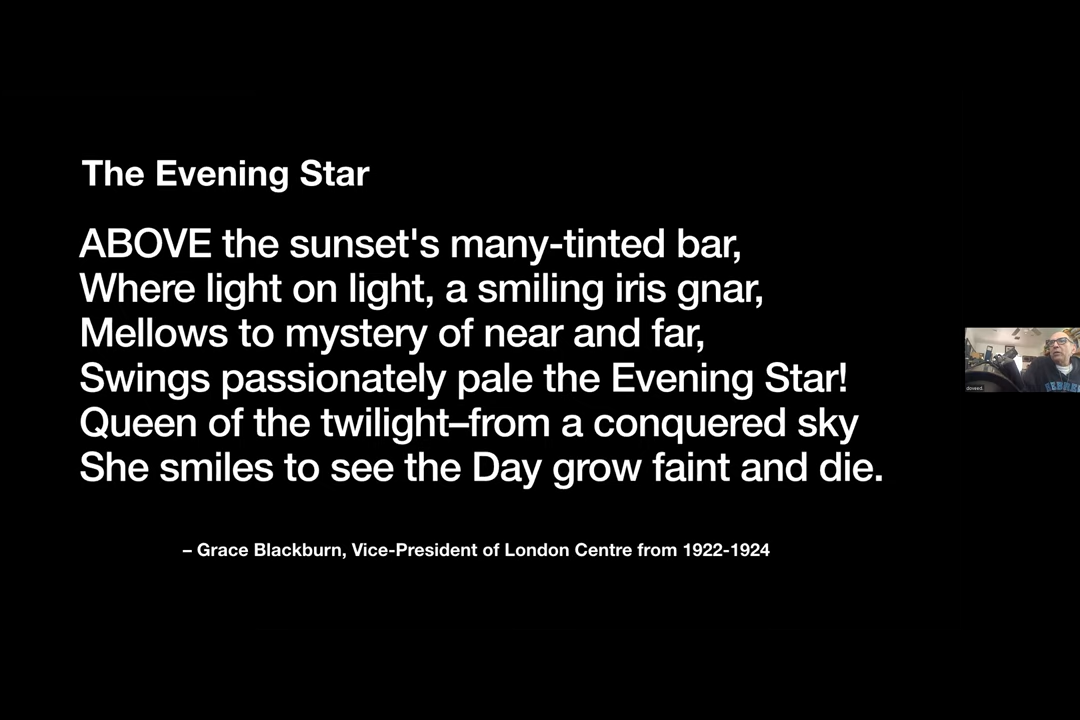 The Evening Star
ABOVE the sunset's many-tinted bar,
Where light on light, a smiling iris gnar,
Mellows to mystery of near and far,
Swings passionately pale the Evening Star!
Queen of the twilight–from a conquered sky
She smiles to see the Day grow faint and die.
– Grace Blackburn, Vice-President of London Centre from 1922-1924